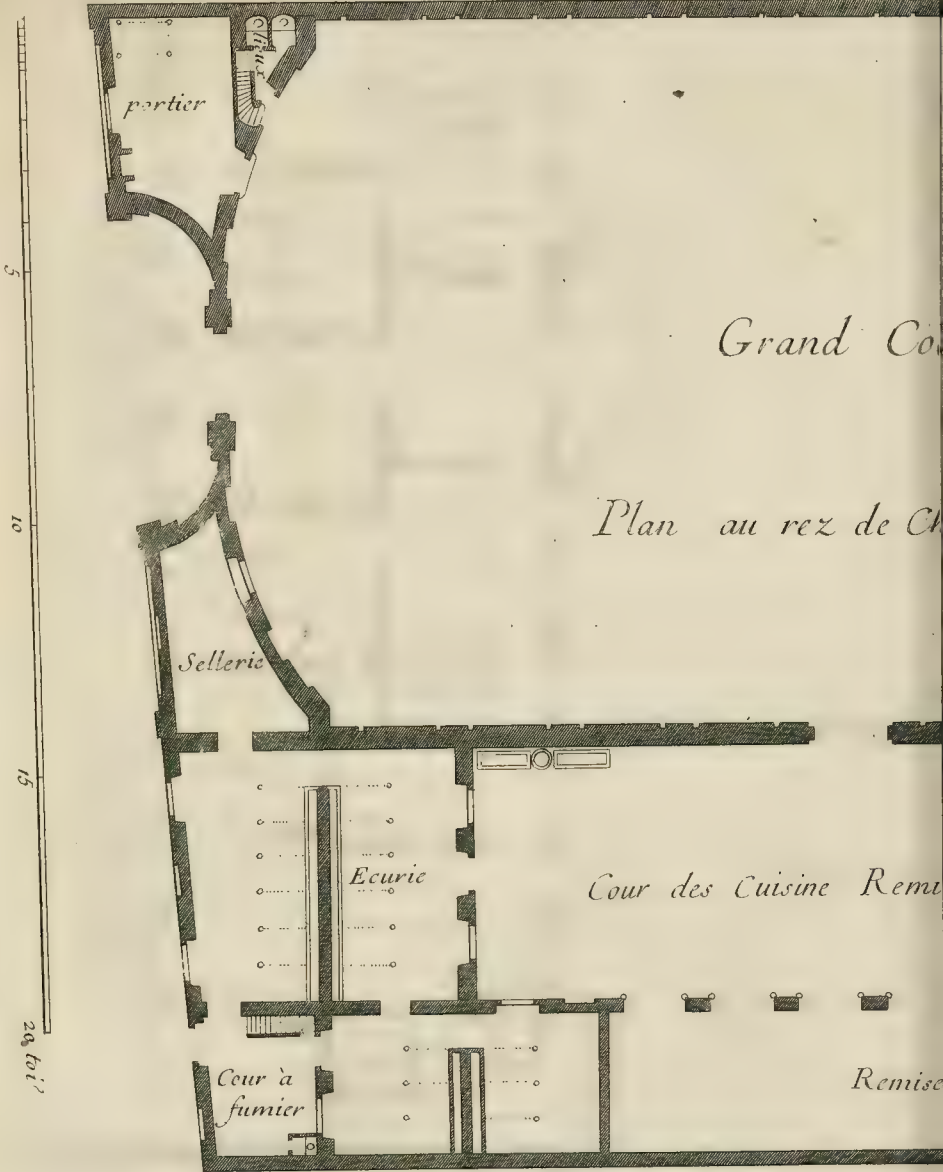 lieux
portier
5
Grand Co
10
Plan au rez de Ch
Sellerie
15
Ecurie
Cour des Cuisine Remi
20 toi.
Cour à
fumier
Remise